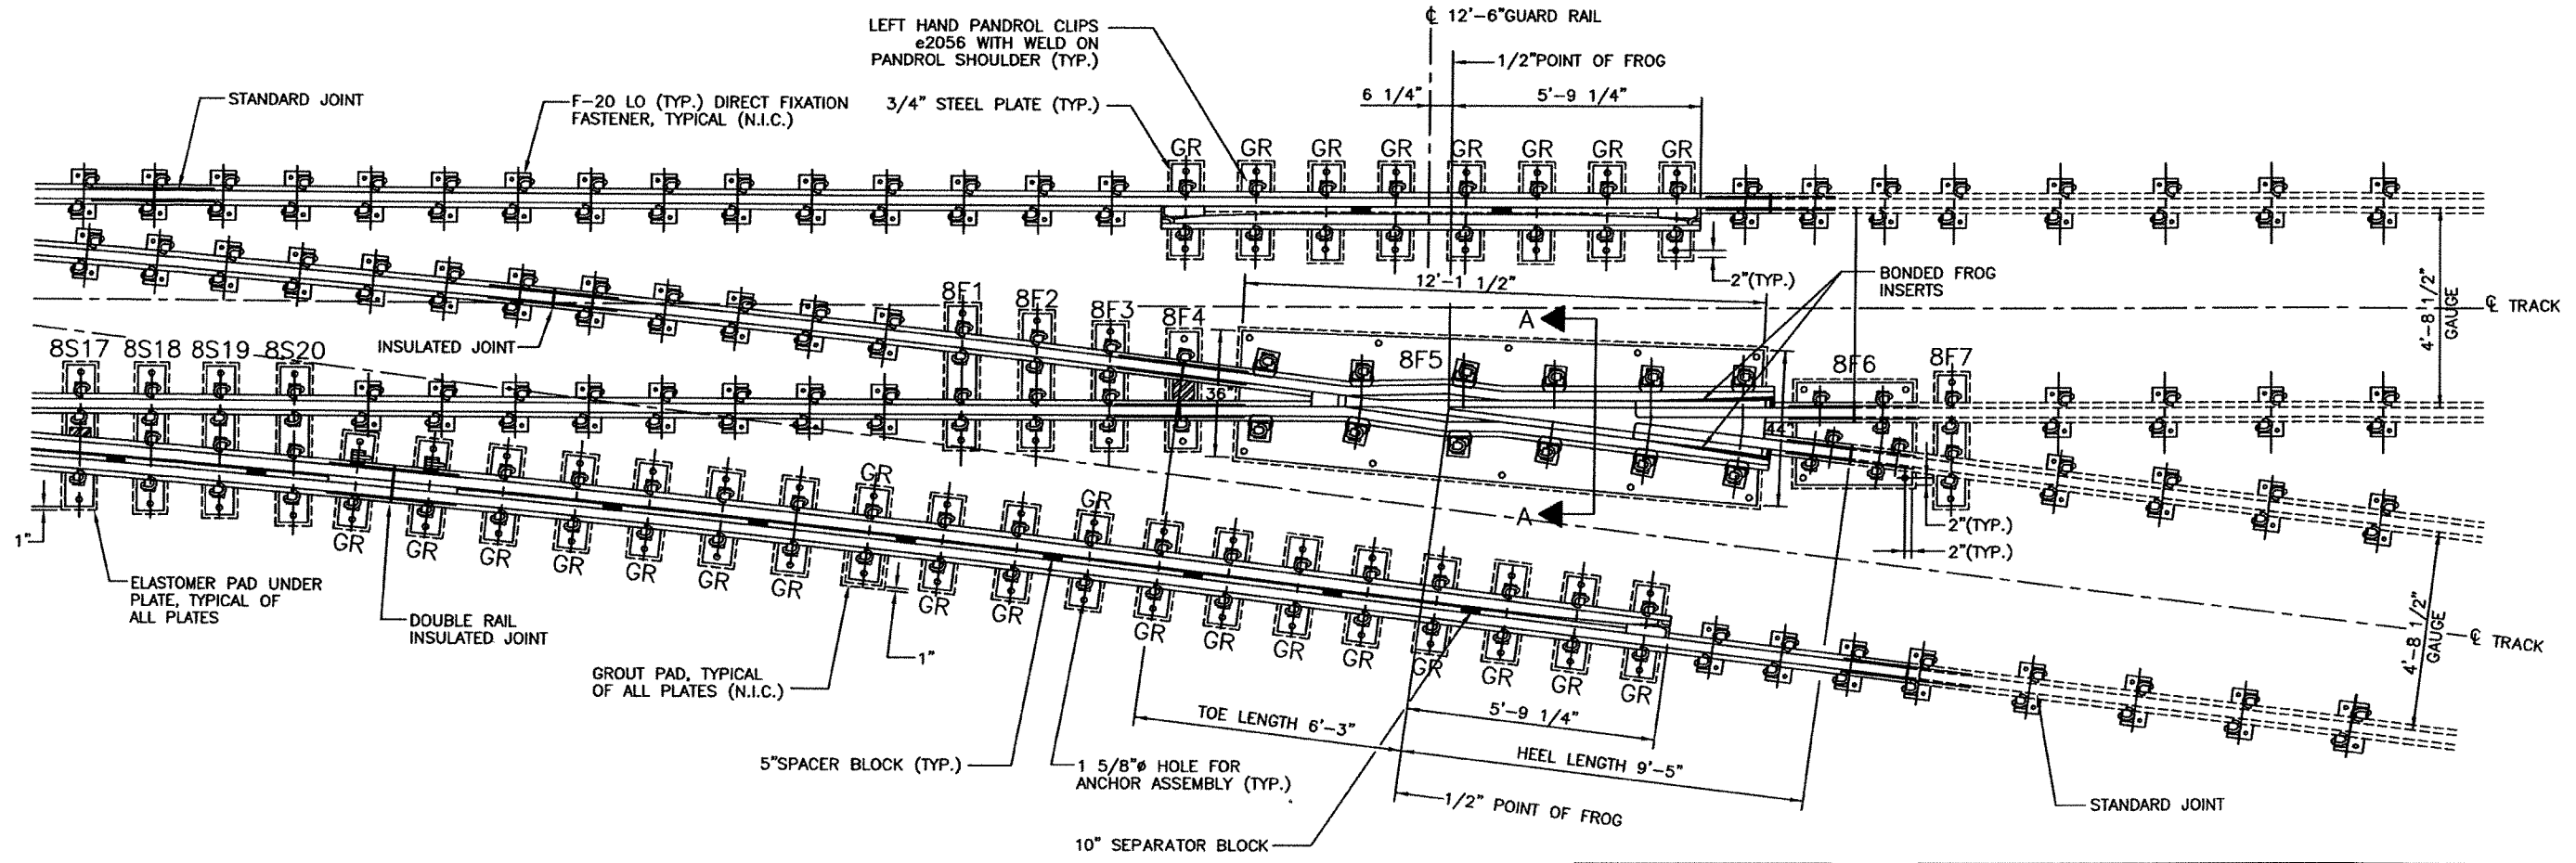 ℄ 12'-6"GUARD RAIL
LEFT HAND PANDROL CLIPS
e2056 WITH WELD ON
PANDROL SHOULDER (TYP.)
1/2"POINT OF FROG
STANDARD JOINT
F-20 LO (TYP.) DIRECT FIXATION
FASTENER, TYPICAL (N.I.C.)
3/4" STEEL PLATE (TYP.)
6 1/4"
5'-9 1/4"
GR GR GR GR GR GR GR GR
2"(TYP.)
12'-1 1/2"
BONDED FROG
INSERTS
4'-8 1/2"
GAUGE
℄ TRACK
8F1 8F2 8F3 8F4
A
INSULATED JOINT
8S17 8S18 8S19 8S20
36"
8F5
8F6 8F7
44"
A
2"(TYP.)
2"(TYP.)
1"
GR GR GR GR GR GR GR
GR
GR
GR GR GR GR GR GR GR GR GR GR GR
ELASTOMER PAD UNDER
PLATE, TYPICAL OF
ALL PLATES
DOUBLE RAIL
INSULATED JOINT
1"
GROUT PAD, TYPICAL
OF ALL PLATES (N.I.C.)
4'-8 1/2"
GAUGE
℄ TRACK
TOE LENGTH 6'-3"
5'-9 1/4"
HEEL LENGTH 9'-5"
5"SPACER BLOCK (TYP.)
1 5/8"ø HOLE FOR
ANCHOR ASSEMBLY (TYP.)
1/2" POINT OF FROG
STANDARD JOINT
10" SEPARATOR BLOCK